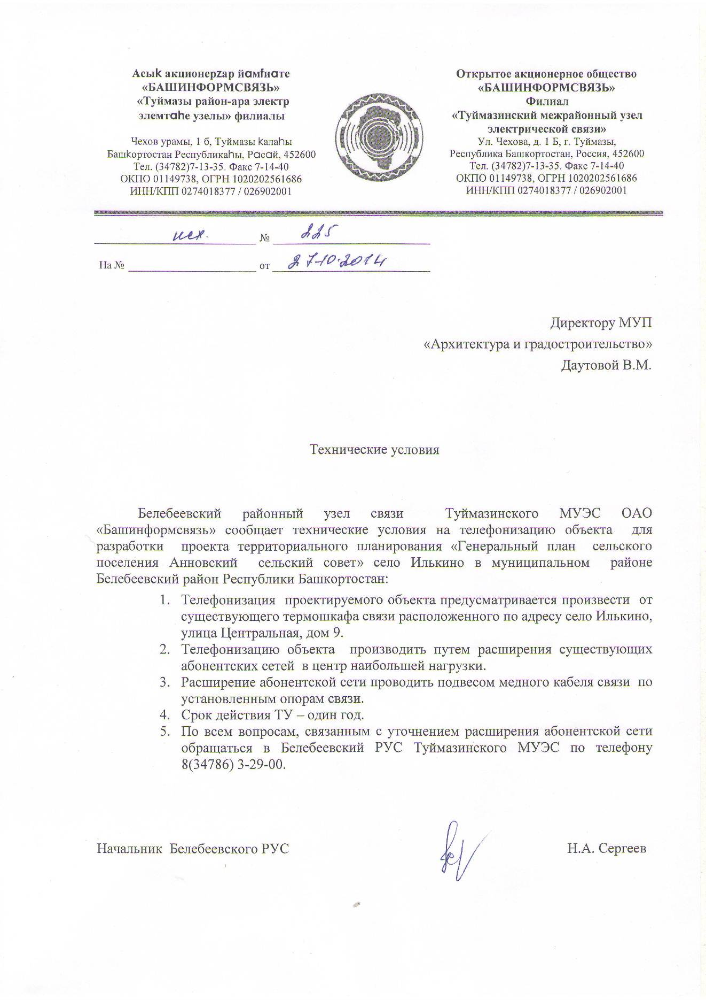 Асыk акционерzар йɑмfиɑте
«БАШИНФОРМСВЯЗЬ»
«Туймазы район-ара электр
элемтɑhе узелы» филиалы
Чехов урамы, 1 б, Туймазы kалаhы
Башkортостан Республикаhы, Рɑсɑй, 452600
Тел. (34782)7-13-35. Факс 7-14-40
ОКПО 01149738, ОГРН 1020202561686
ИНН/КПП 0274018377 / 026902001
Открытое акционерное общество
«БАШИНФОРМСВЯЗЬ»
Филиал
«Туймазинский межрайонный узел
электрической связи»
Ул. Чехова, д. 1 Б, г. Туймазы,
Республика Башкортостан, Россия, 452600
Тел. (34782)7-13-35. Факс 7-14-40
ОКПО 01149738, ОГРН 1020202561686
ИНН/КПП 0274018377 / 026902001
исх. № 225
На № от 27-10-2014
Директору МУП
«Архитектура и градостроительство»
Даутовой В.М.
Технические условия
Белебеевский районный узел связи Туймазинского МУЭС ОАО
«Башинформсвязь» сообщает технические условия на телефонизацию объекта для
разработки проекта территориального планирования «Генеральный план сельского
поселения Анновский сельский совет» село Илькино в муниципальном районе
Белебеевский район Республики Башкортостан:
1. Телефонизация проектируемого объекта предусматривается произвести от
существующего термошкафа связи расположенного по адресу село Илькино,
улица Центральная, дом 9.
2. Телефонизацию объекта производить путем расширения существующих
абонентских сетей в центр наибольшей нагрузки.
3. Расширение абонентской сети проводить подвесом медного кабеля связи по
установленным опорам связи.
4. Срок действия ТУ – один год.
5. По всем вопросам, связанным с уточнением расширения абонентской сети
обращаться в Белебеевский РУС Туймазинского МУЭС по телефону
8(34786) 3-29-00.
Начальник Белебеевского РУС Н.А. Сергеев